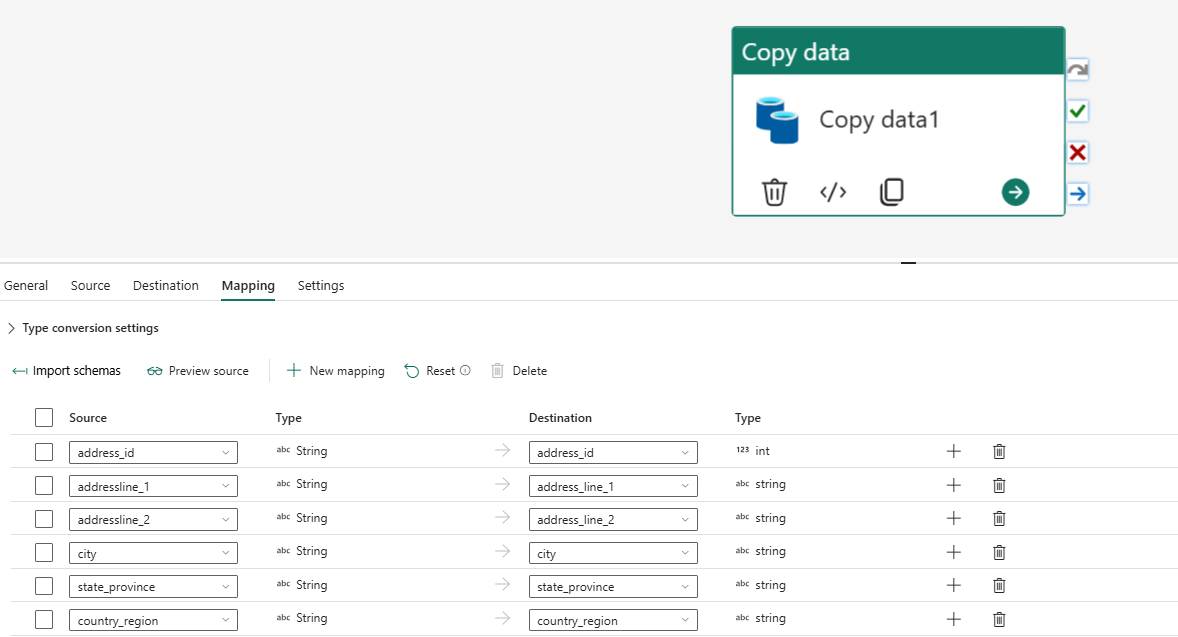 Copy data
Copy data1
General Source Destination Mapping Settings
Type conversion settings
Import schemas Preview source New mapping Reset Delete
Source Type Destination Type
address_id abc String address_id 123 int
addressline_1 abc String address_line_1 abc string
addressline_2 abc String address_line_2 abc string
city abc String city abc string
state_province abc String state_province abc string
country_region abc String country_region abc string